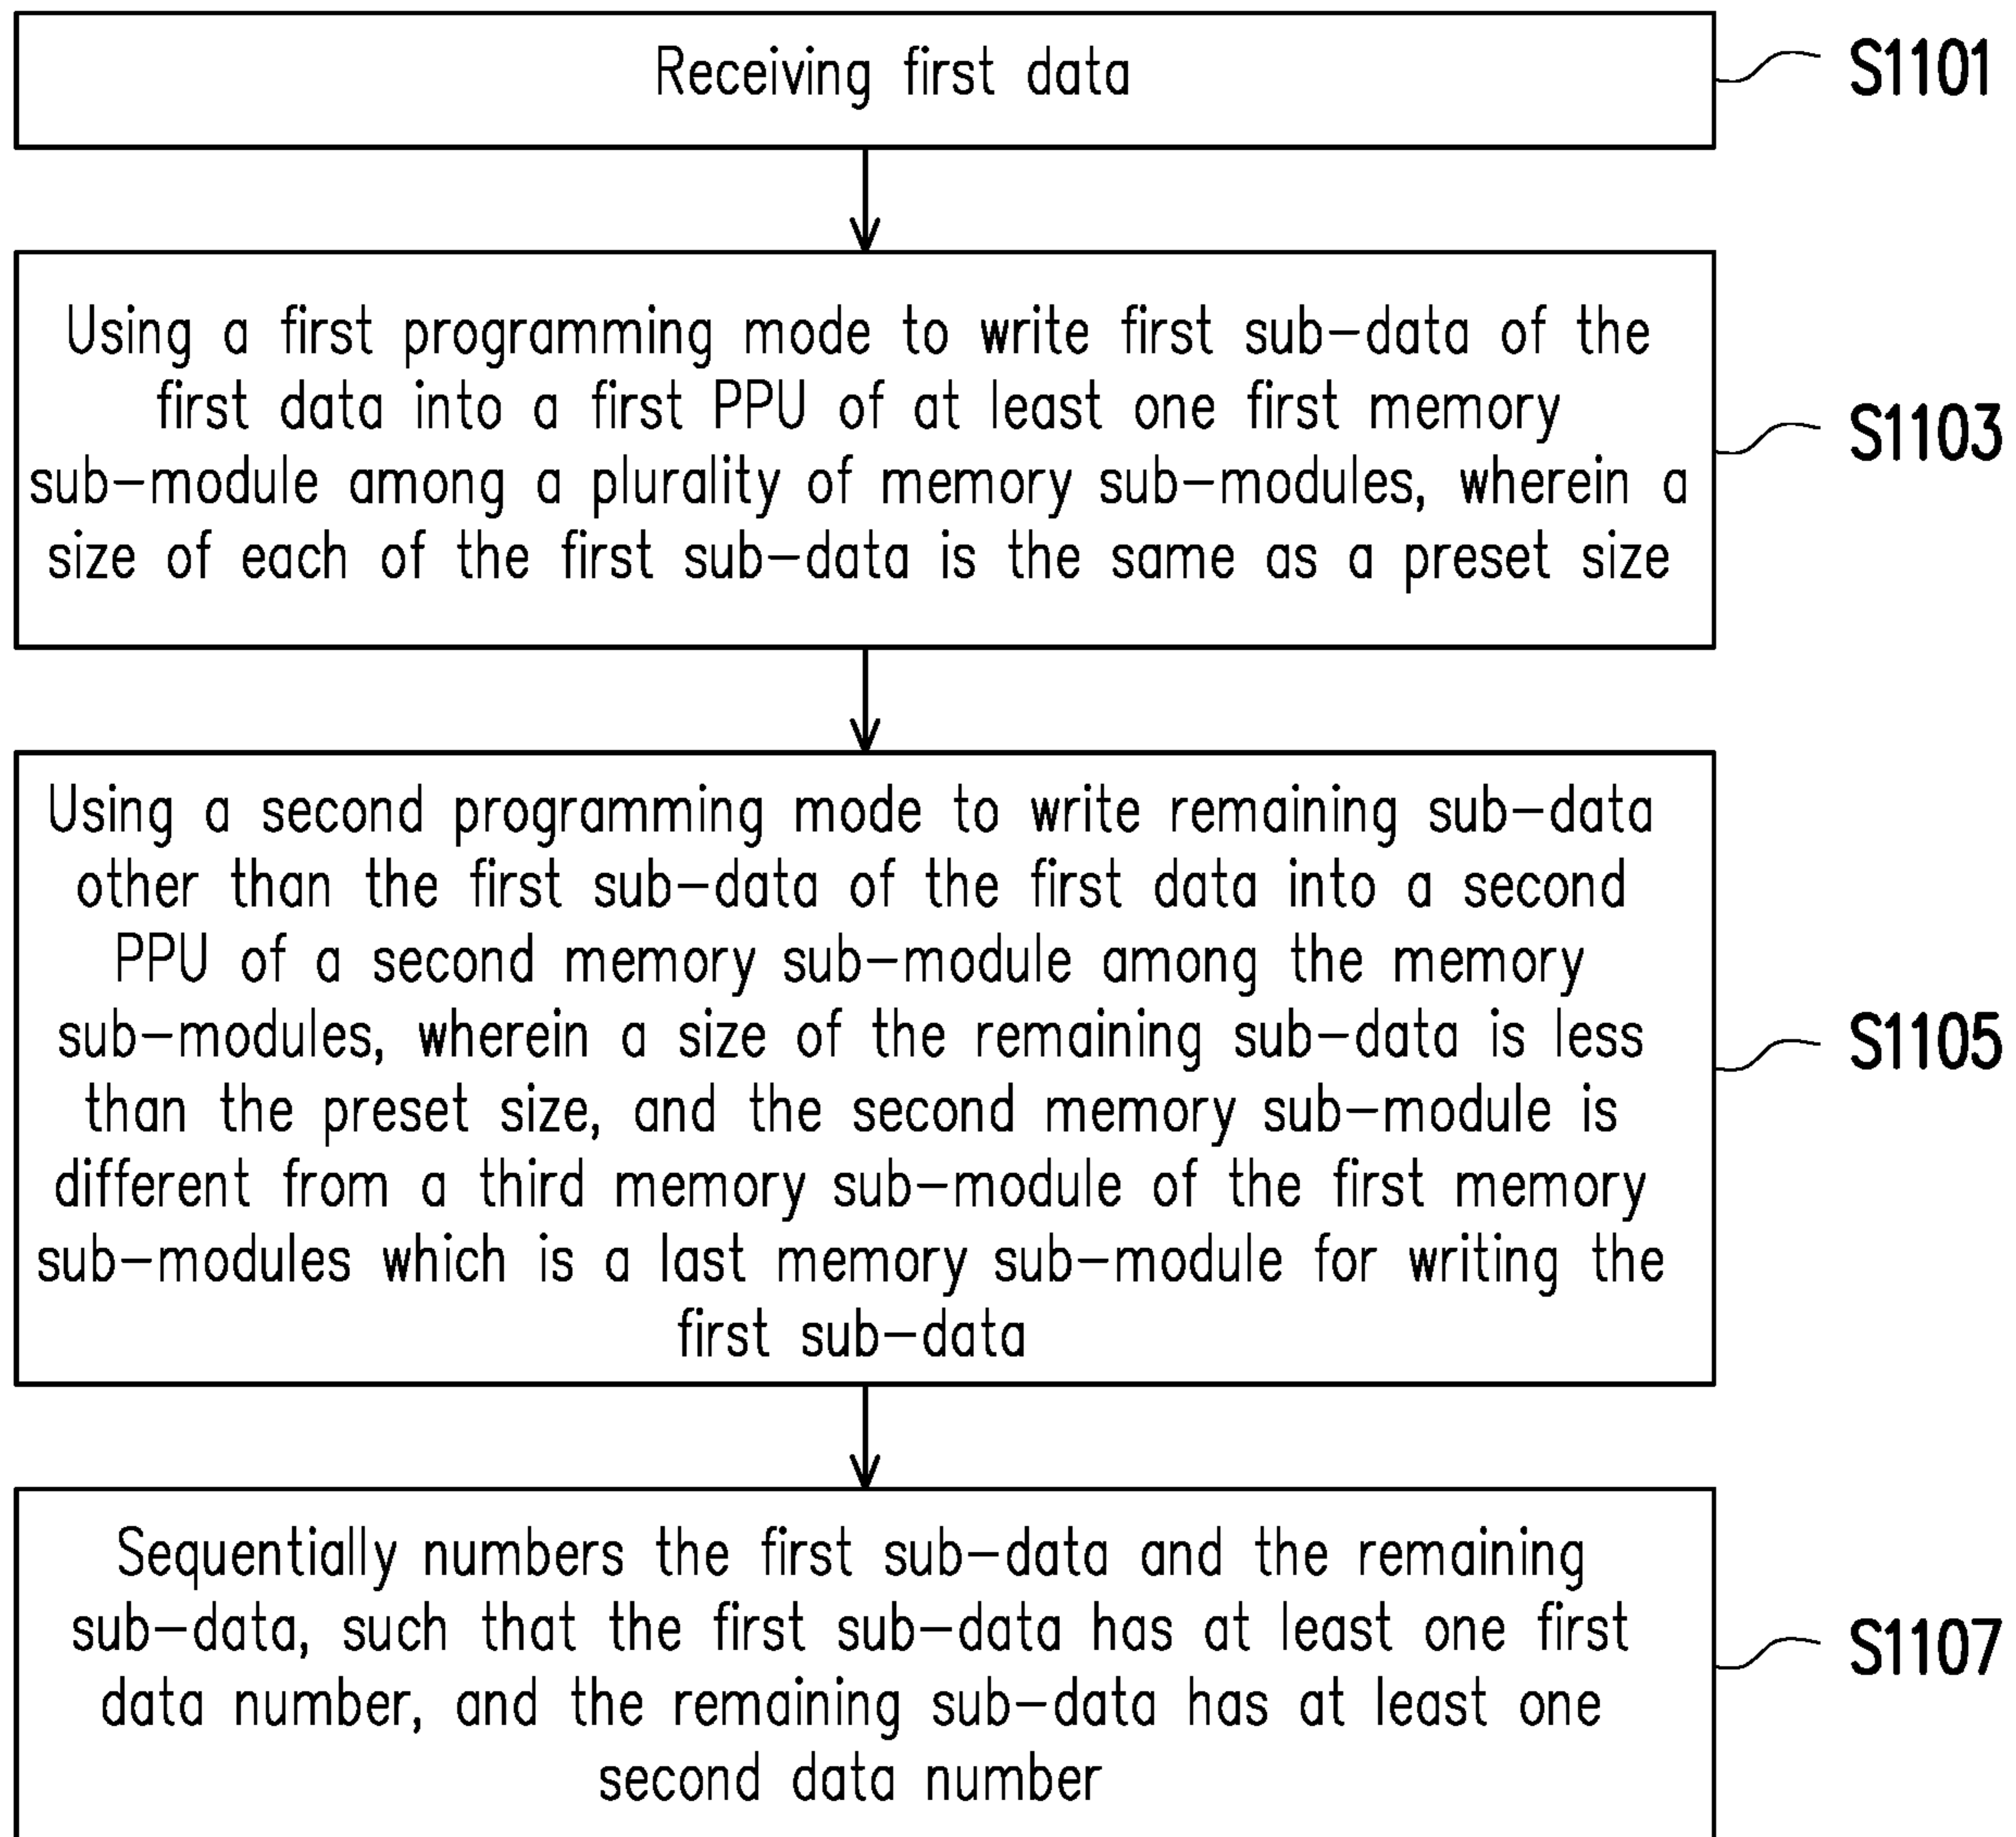 Receiving first data
S1101
Using a first programming mode to write first sub-data of the
first data into a first PPU of at least one first memory
sub-module among a plurality of memory sub-modules, wherein a
size of each of the first sub-data is the same as a preset size
S1103
Using a second programming mode to write remaining sub-data
other than the first sub-data of the first data into a second
PPU of a second memory sub-module among the memory
sub-modules, wherein a size of the remaining sub-data is less
than the preset size, and the second memory sub-module is
different from a third memory sub-module of the first memory
sub-modules which is a last memory sub-module for writing the
first sub-data
S1105
Sequentially numbers the first sub-data and the remaining
sub-data, such that the first sub-data has at least one first
data number, and the remaining sub-data has at least one
second data number
S1107